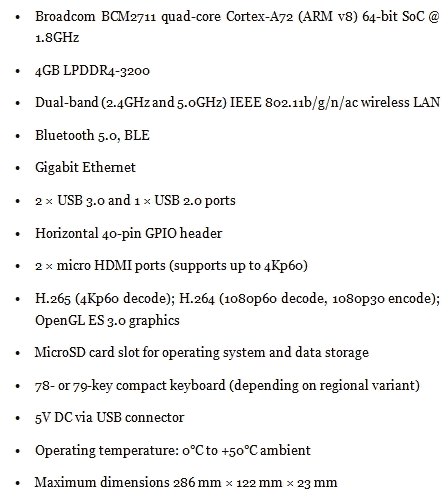 • Broadcom BCM2711 quad-core Cortex-A72 (ARM v8) 64-bit SoC @
1.8GHz
• 4GB LPDDR4-3200
• Dual-band (2.4GHz and 5.0GHz) IEEE 802.11b/g/n/ac wireless LAN
• Bluetooth 5.0, BLE
• Gigabit Ethernet
• 2 × USB 3.0 and 1 × USB 2.0 ports
• Horizontal 40-pin GPIO header
• 2 × micro HDMI ports (supports up to 4Kp60)
• H.265 (4Kp60 decode); H.264 (1080p60 decode, 1080p30 encode);
OpenGL ES 3.0 graphics
• MicroSD card slot for operating system and data storage
• 78- or 79-key compact keyboard (depending on regional variant)
• 5V DC via USB connector
• Operating temperature: 0°C to +50°C ambient
• Maximum dimensions 286 mm × 122 mm × 23 mm